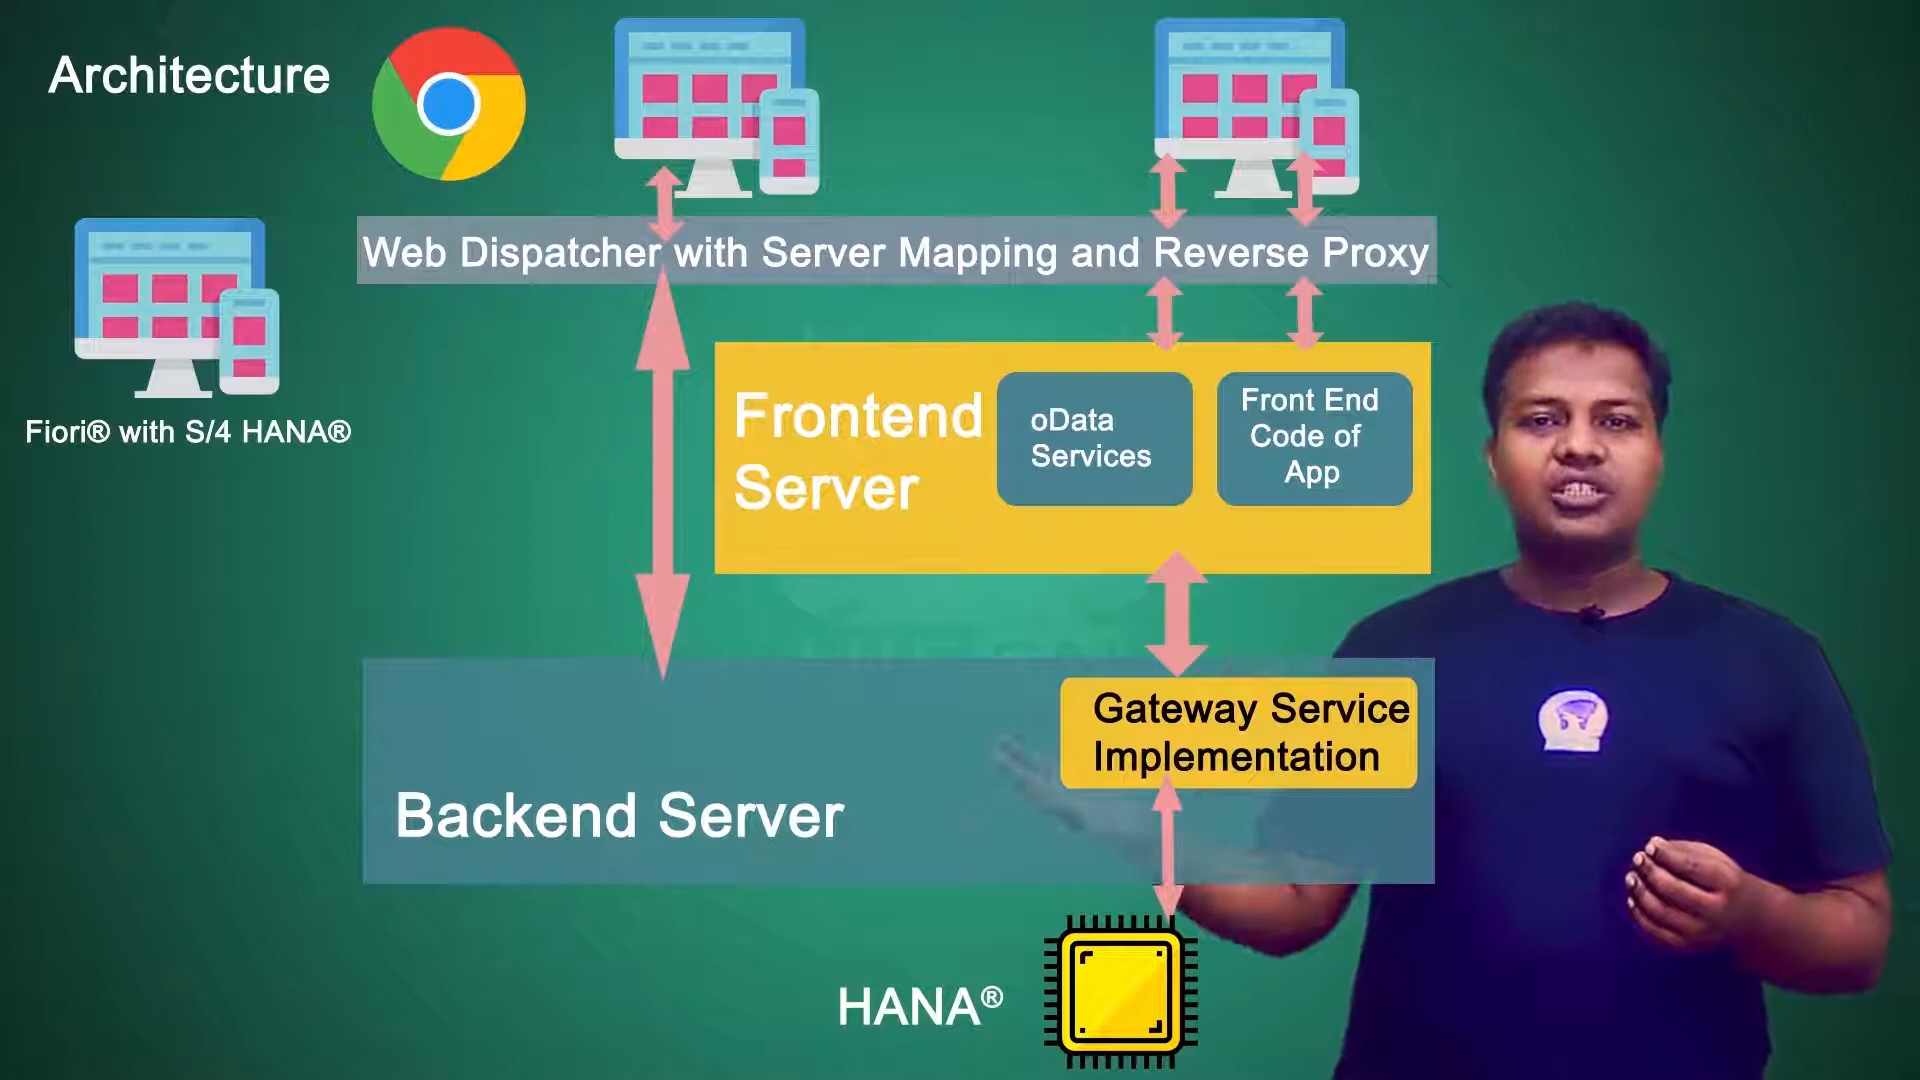 Architecture
Web Dispatcher with Server Mapping and Reverse Proxy
Fiori® with S/4 HANA®
Frontend
Server
oData
Services
Front End
Code of
App
Gateway Service
Implementation
Backend Server
HANA®